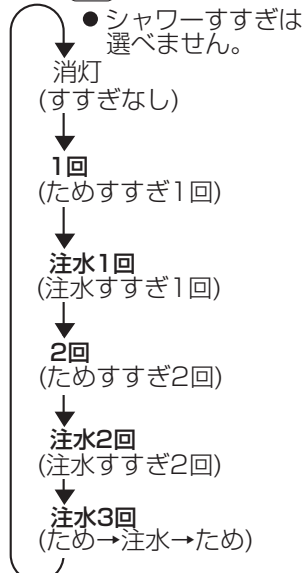 ●シャワーすすぎは
選べません。
消灯
(すすぎなし)
1回
(ためすすぎ1回)
注水1回
(注水すすぎ1回)
2回
(ためすすぎ2回)
注水2回
(注水すすぎ2回)
注水3回
(ため→注水→ため)